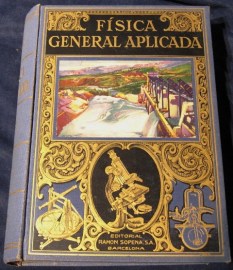 FÍSICA
GENERAL APLICADA
EDITORIAL
RAMON SOPENA, S.A.
BARCELONA